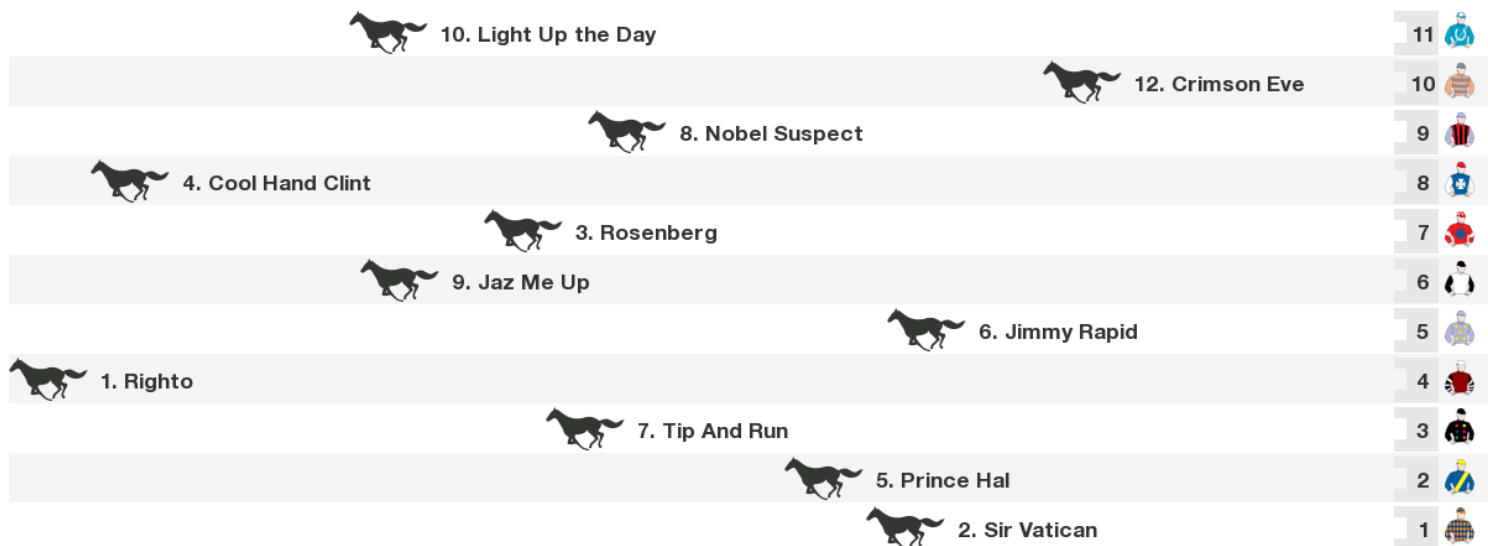 10. Light Up the Day 11
12. Crimson Eve 10
8. Nobel Suspect 9
4. Cool Hand Clint 8
3. Rosenberg 7
9. Jaz Me Up 6
6. Jimmy Rapid 5
1. Righto 4
7. Tip And Run 3
5. Prince Hal 2
2. Sir Vatican 1